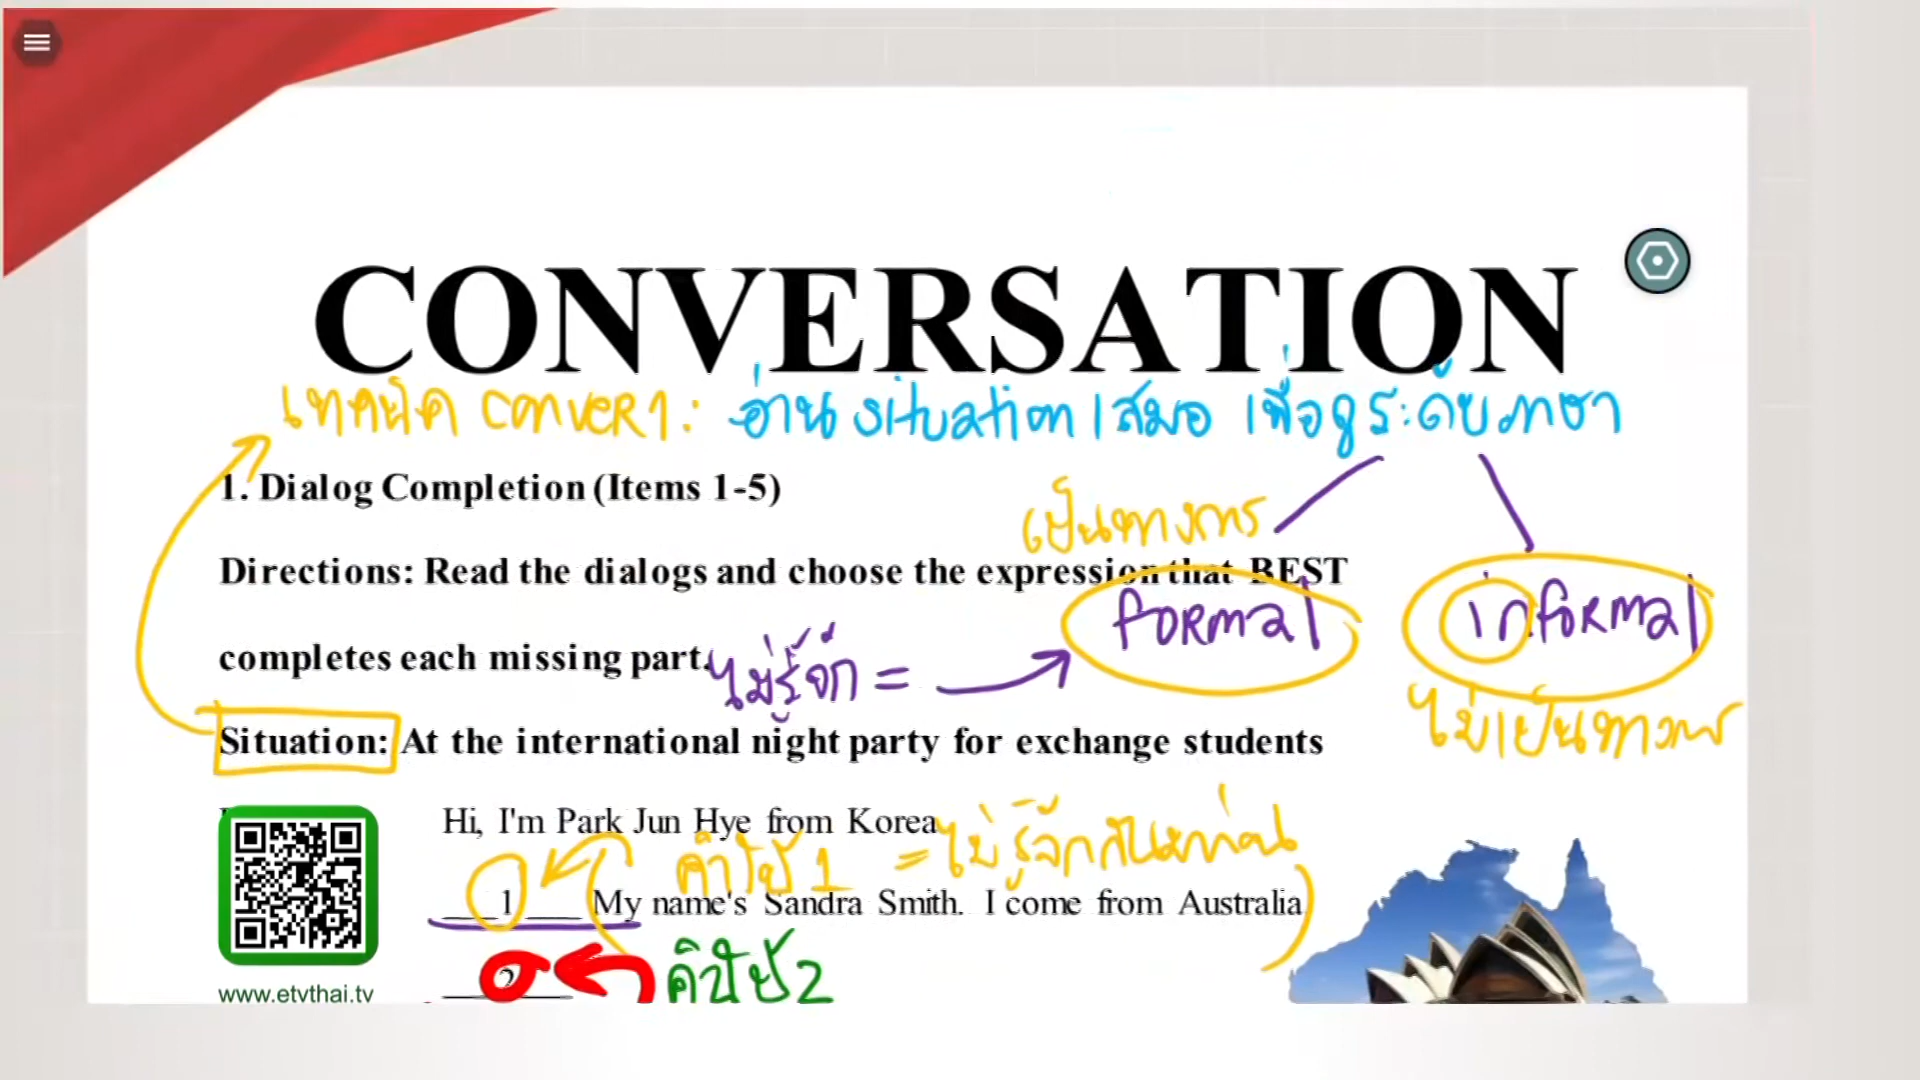 CONVERSATION
เทคนิค conver1: อ่าน situation เสมอ เพื่อดูระดับภาษา
1. Dialog Completion (Items 1-5)
เป็นทางการ
Directions: Read the dialogs and choose the expression that BEST
formal informal
completes each missing part.
ไม่รู้จัก =
ไม่เป็นทางการ
Situation: At the international night party for exchange students
Hi, I'm Park Jun Hye from Korea
คำใบ้ 1 = ไม่รู้จักกันมาก่อน
1 My name's Sandra Smith. I come from Australia
2 คำใบ้ 2
www.etvthai.tv